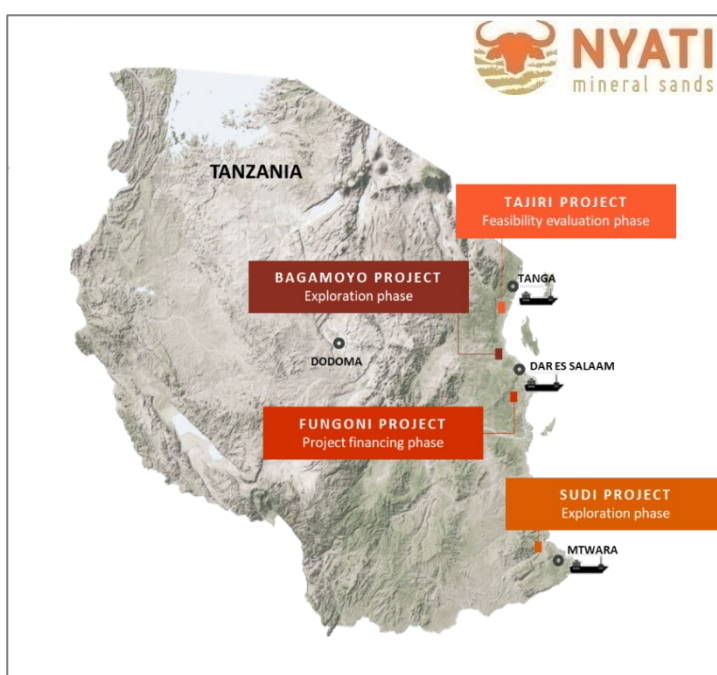 NYATI
mineral sands
TANZANIA
TAJIRI PROJECT
Feasibility evaluation phase
BAGAMOYO PROJECT
Exploration phase
TANGA
DODOMA
DAR ES SALAAM
FUNGONI PROJECT
Project financing phase
SUDI PROJECT
Exploration phase
MTWARA